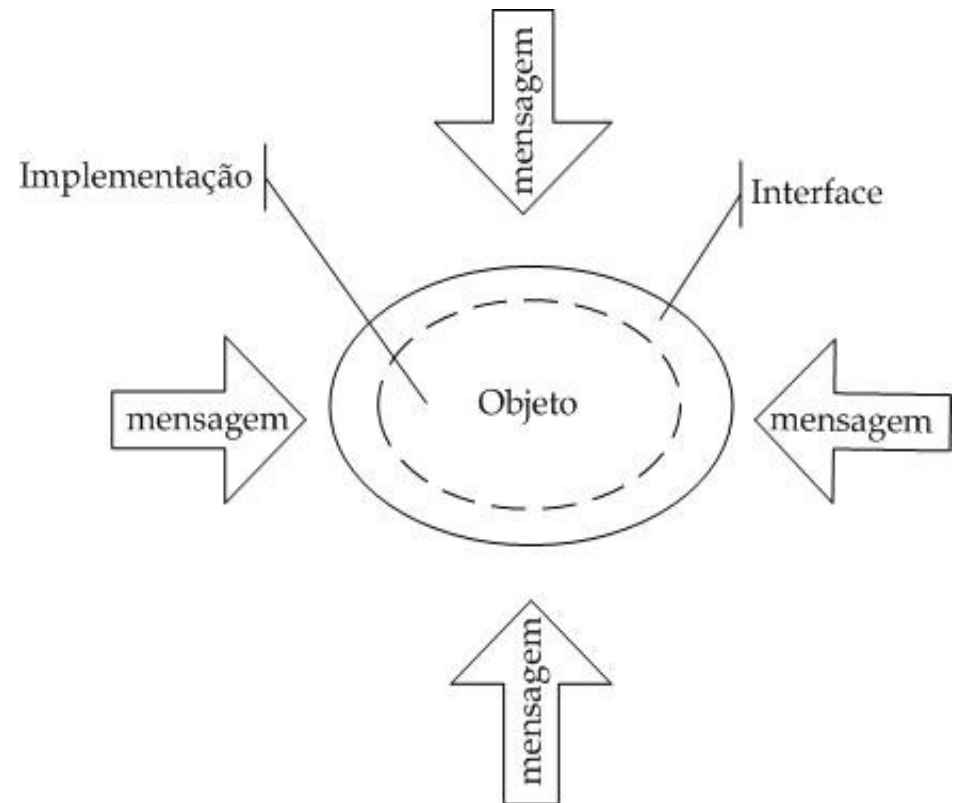 mensagem
Implementação
Interface
Objeto
mensagem
mensagem
mensagem